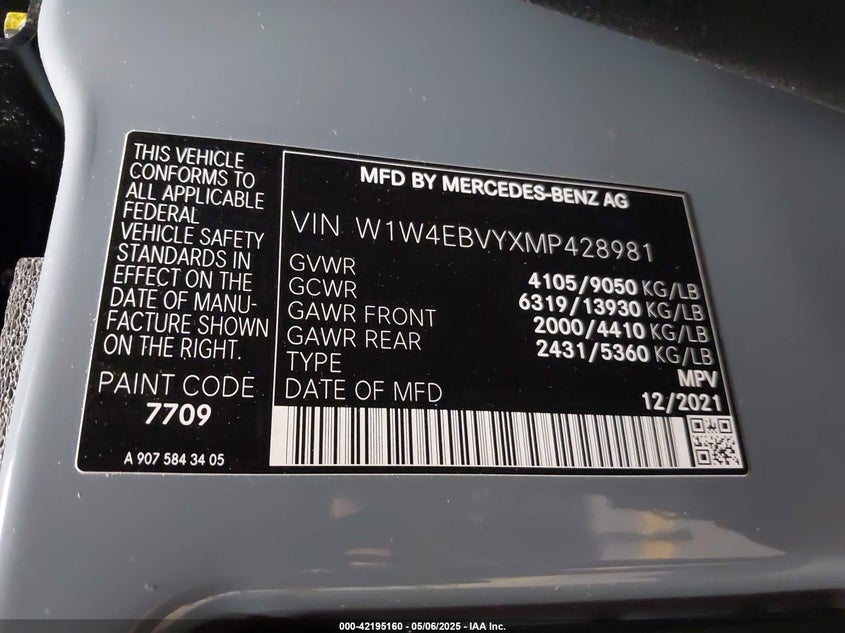 THIS VEHICLE
CONFORMS TO
ALL APPLICABLE
FEDERAL
VEHICLE SAFETY
STANDARDS IN
EFFECT ON THE
DATE OF MANU-
FACTURE SHOWN
ON THE RIGHT.
PAINT CODE
7709
A 907 584 34 05
MFD BY MERCEDES-BENZ AG
VIN W1W4EBVYXMP428981
GVWR 4105/9050 KG/LB
GCWR 6319/13930 KG/LB
GAWR FRONT 2000/4410 KG/LB
GAWR REAR 2431/5360 KG/LB
TYPE MPV
DATE OF MFD 12/2021
000-42195160 - 05/06/2025 - IAA Inc.